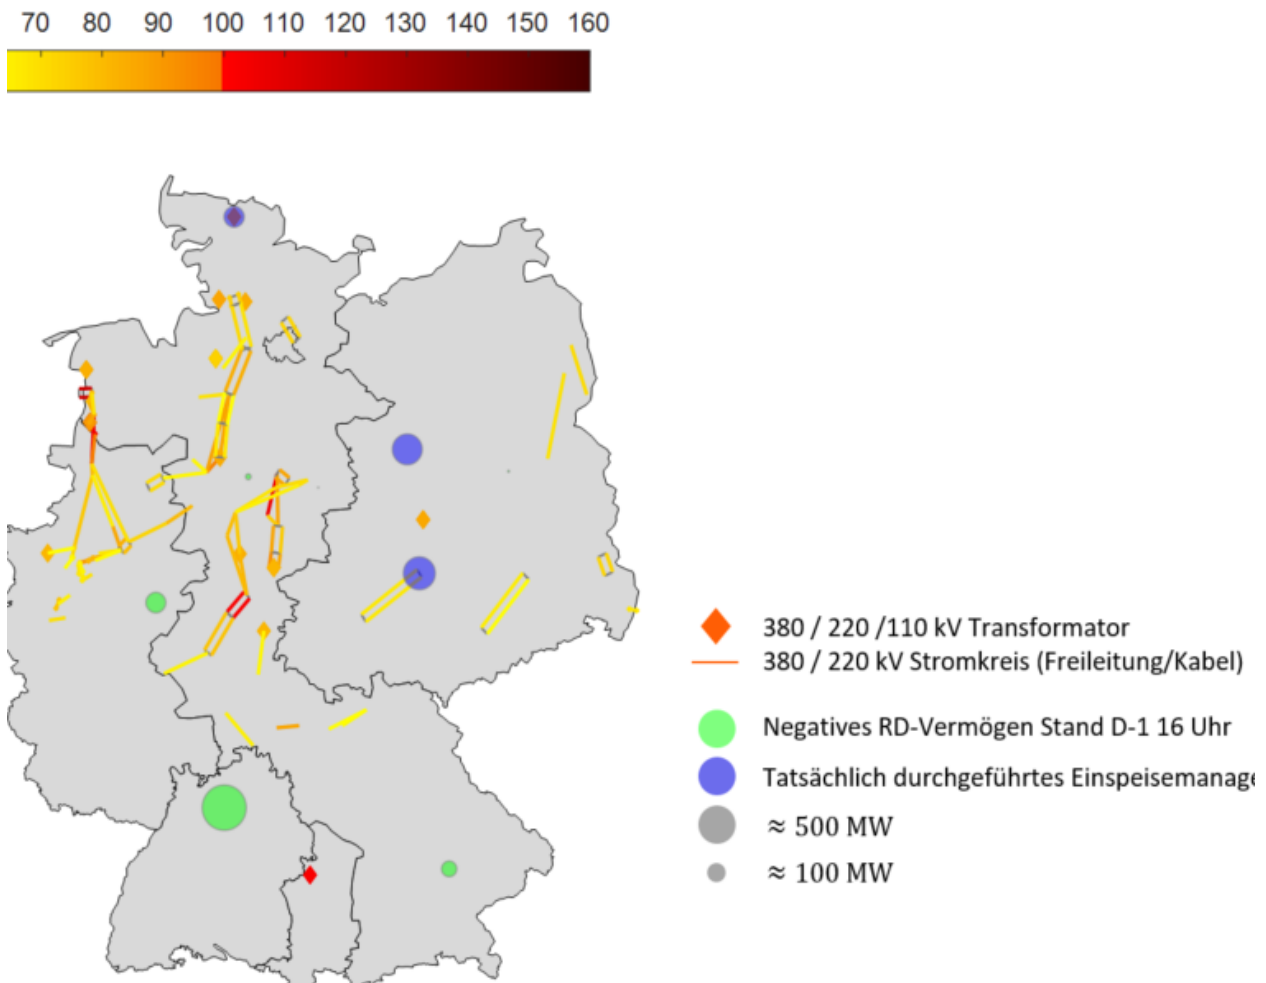 70 80 90 100 110 120 130 140 150 160
380 / 220 /110 kV Transformator
380 / 220 kV Stromkreis (Freileitung/Kabel)
Negatives RD-Vermögen Stand D-1 16 Uhr
Tatsächlich durchgeführtes Einspeisemanage
≈ 500 MW
≈ 100 MW